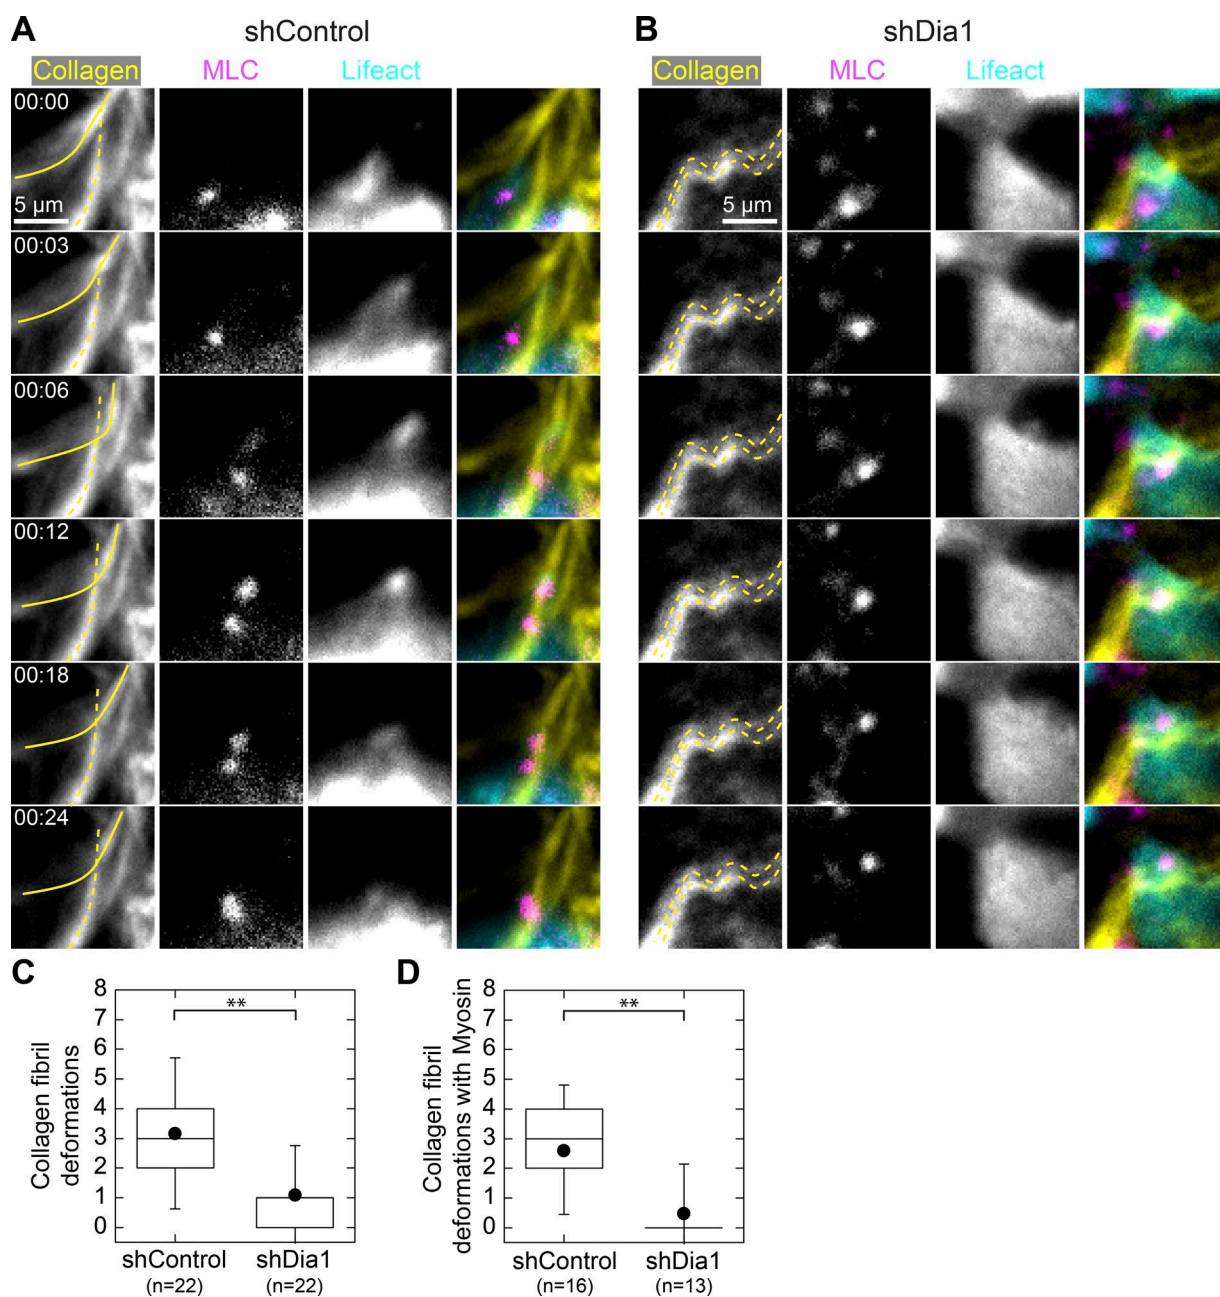 A
shControl
Collagen
MLC
Lifeact
00:00
5 µm
00:03
00:06
00:12
00:18
00:24
B
shDia1
Collagen
MLC
Lifeact
5 µm
C
Collagen fibril
deformations
8
7
6
5
4
3
2
1
0
**
shControl
(n=22)
shDia1
(n=22)
D
Collagen fibril
deformations with Myosin
8
7
6
5
4
3
2
1
0
**
shControl
(n=16)
shDia1
(n=13)